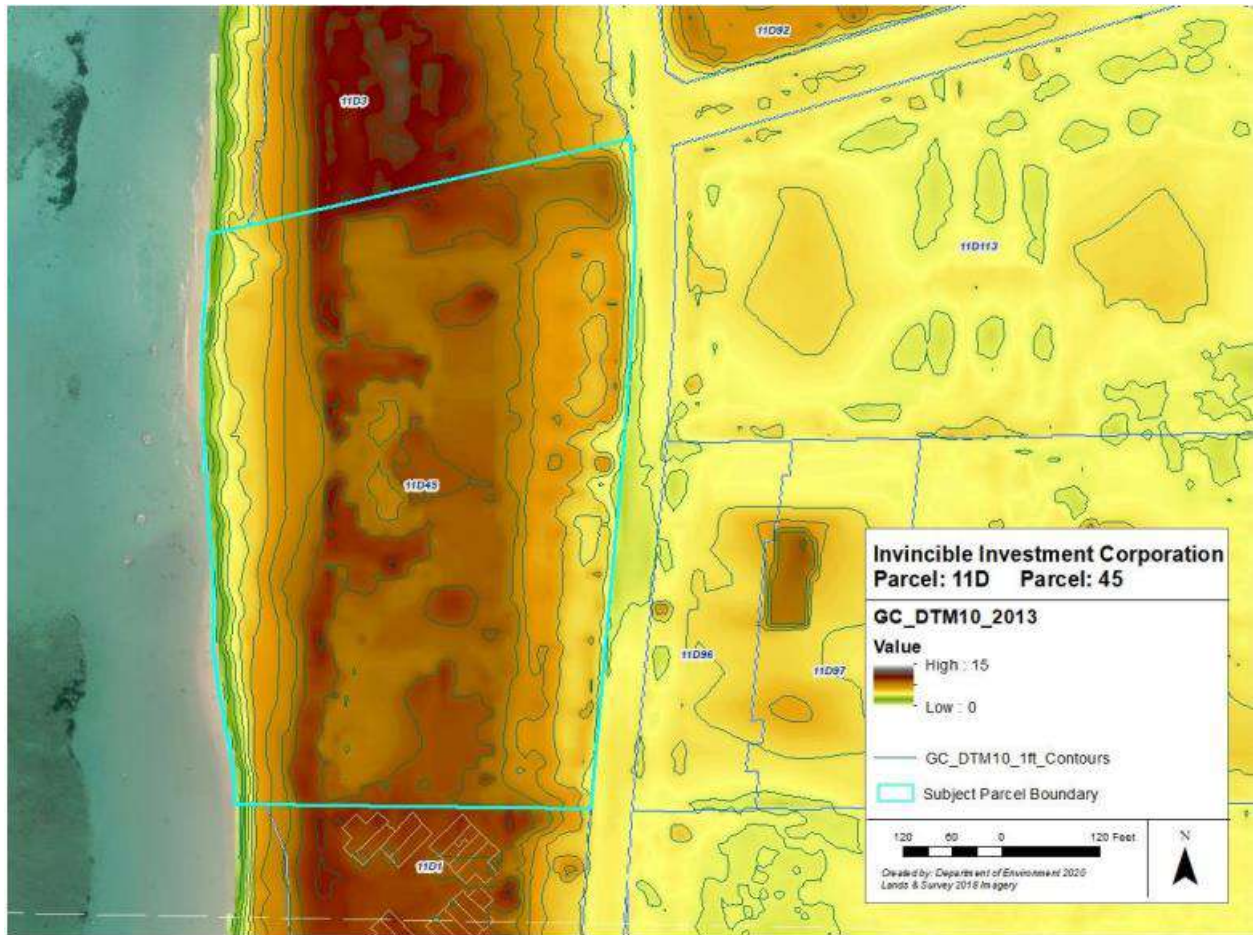 11D92
11D3
11D113
11D45
11D96
11D97
11D1
Invincible Investment Corporation
Parcel: 11D Parcel: 45
GC_DTM10_2013
Value
High : 15
Low : 0
GC_DTM10_1ft_Contours
Subject Parcel Boundary
120 60 0 120 Feet
N
Created by: Department of Environment 2020
Lands & Survey 2018 Imagery